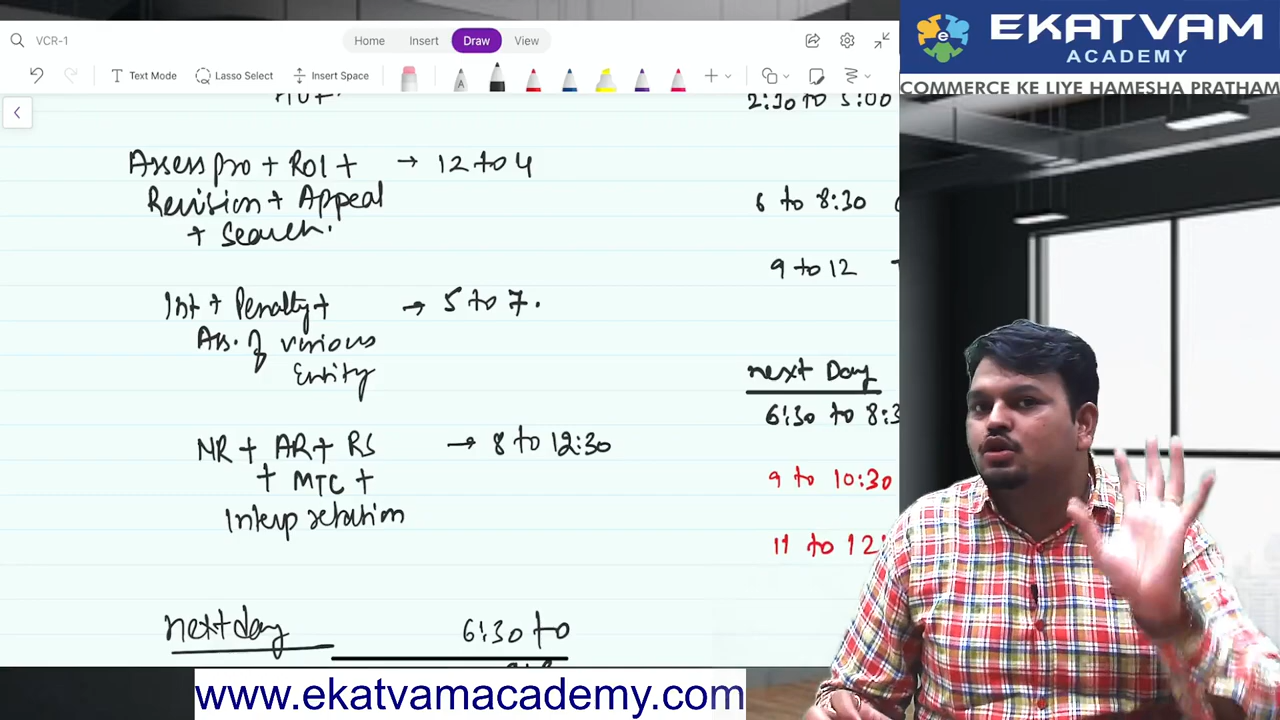 EKATVAM
ACADEMY
COMMERCE KE LIYE HAMESHA PRATHAM
VCR-1
Home Insert Draw View
Text Mode Lasso Select Insert Space
2:30 to 5:00
Assess pro + ROI + → 12 to 4
Revision + Appeal
+ Search.
6 to 8:30
9 to 12
Int + Penalty + → 5 to 7.
Ass. of various
Entity
next Day
6:30 to 8:3
NR + AR + RS → 8 to 12:30
+ MTC +
Interpretation
9 to 10:30
11 to 12:
next day 6:30 to
www.ekatvamacademy.com